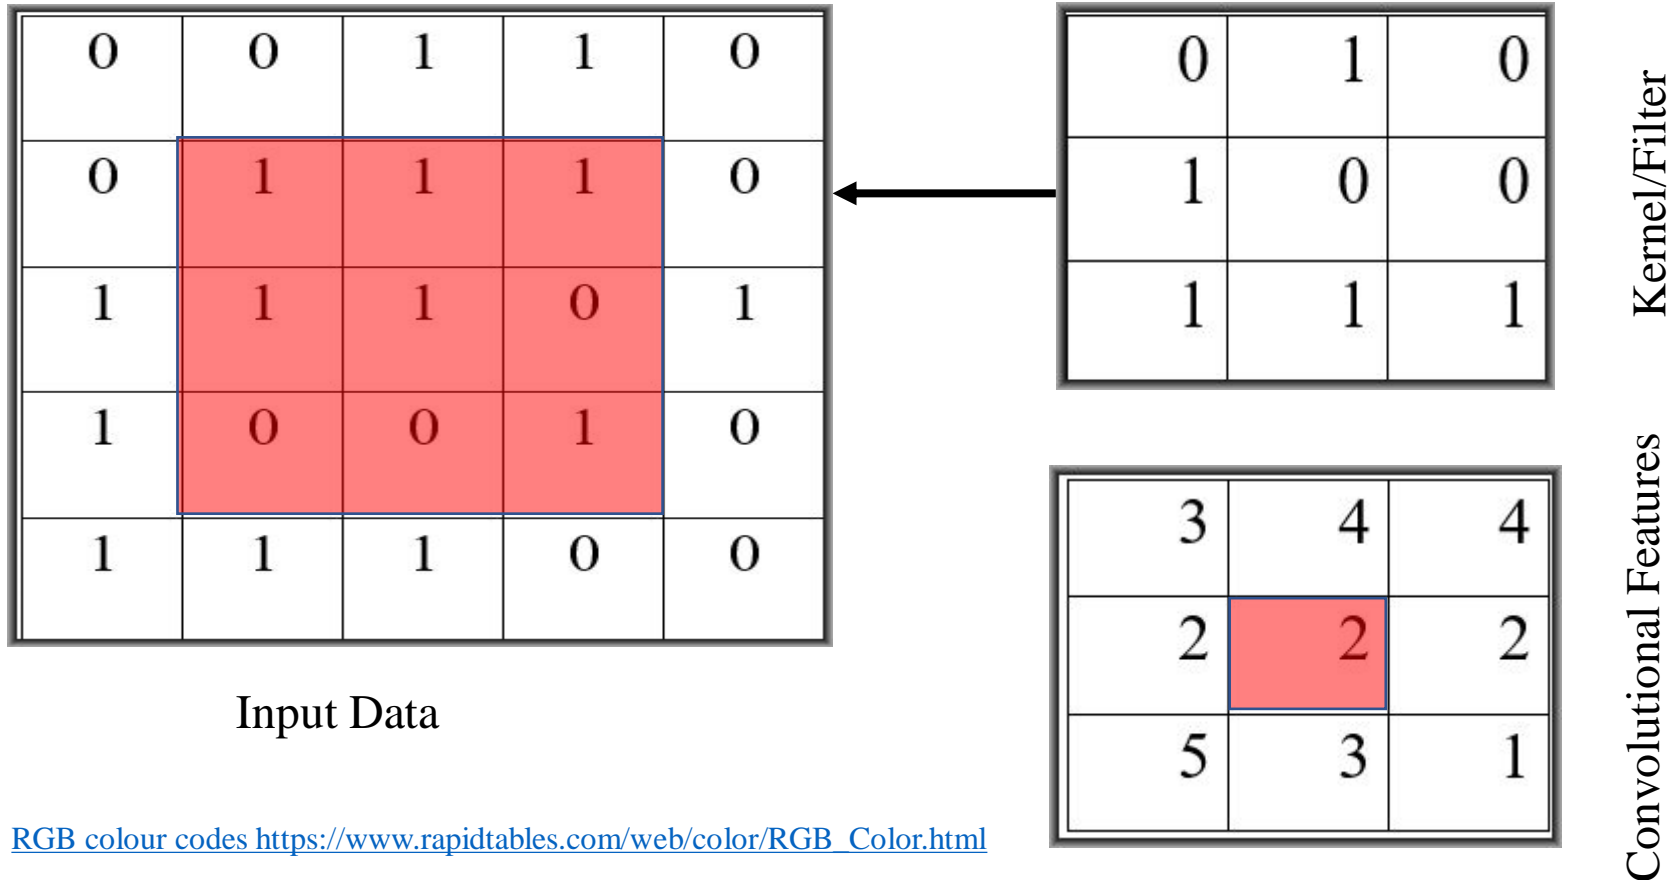 0 0 1 1 0
0 1 1 1 0
1 1 1 0 1
1 0 0 1 0
1 1 1 0 0
Input Data
0 1 0
1 0 0
1 1 1
Kernel/Filter
3 4 4
2 2 2
5 3 1
Convolutional Features
RGB colour codes https://www.rapidtables.com/web/color/RGB_Color.html